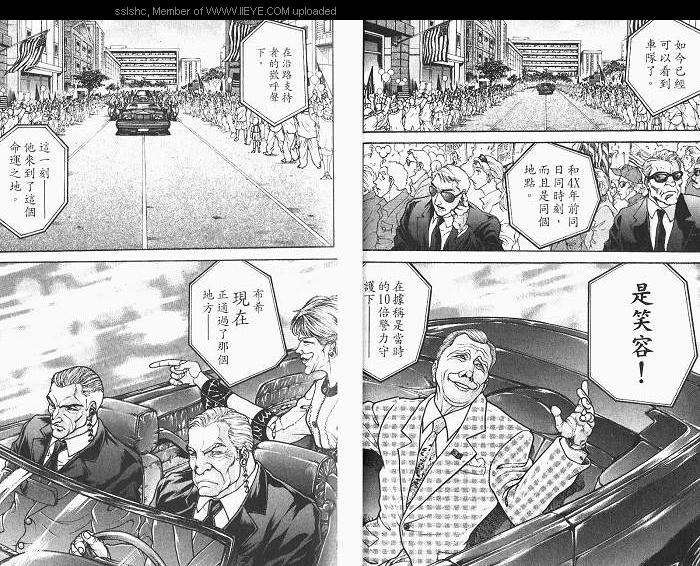 sslshc, Member of WWW.IIEYE.COM uploaded
如今已經
可以看到
車隊了。
和4X年前同
日同時刻，
而且是同個
地點。
是笑容！
在據稱是當時
的10倍警力守
護下——
在沿路支持
者的歡呼聲
下。
這一刻——
他來到了這個
命運之地。
布希
現在
正通過了那個
地方——